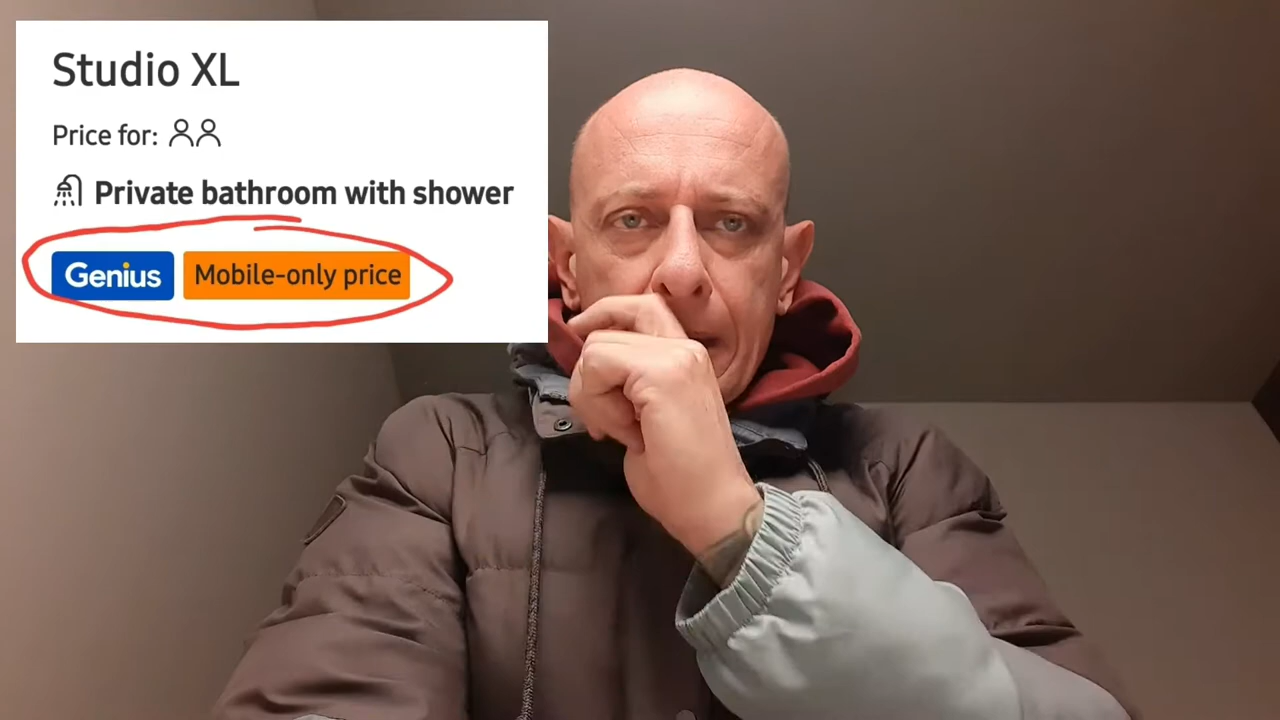 Studio XL
Price for:
Private bathroom with shower
Genius Mobile-only price